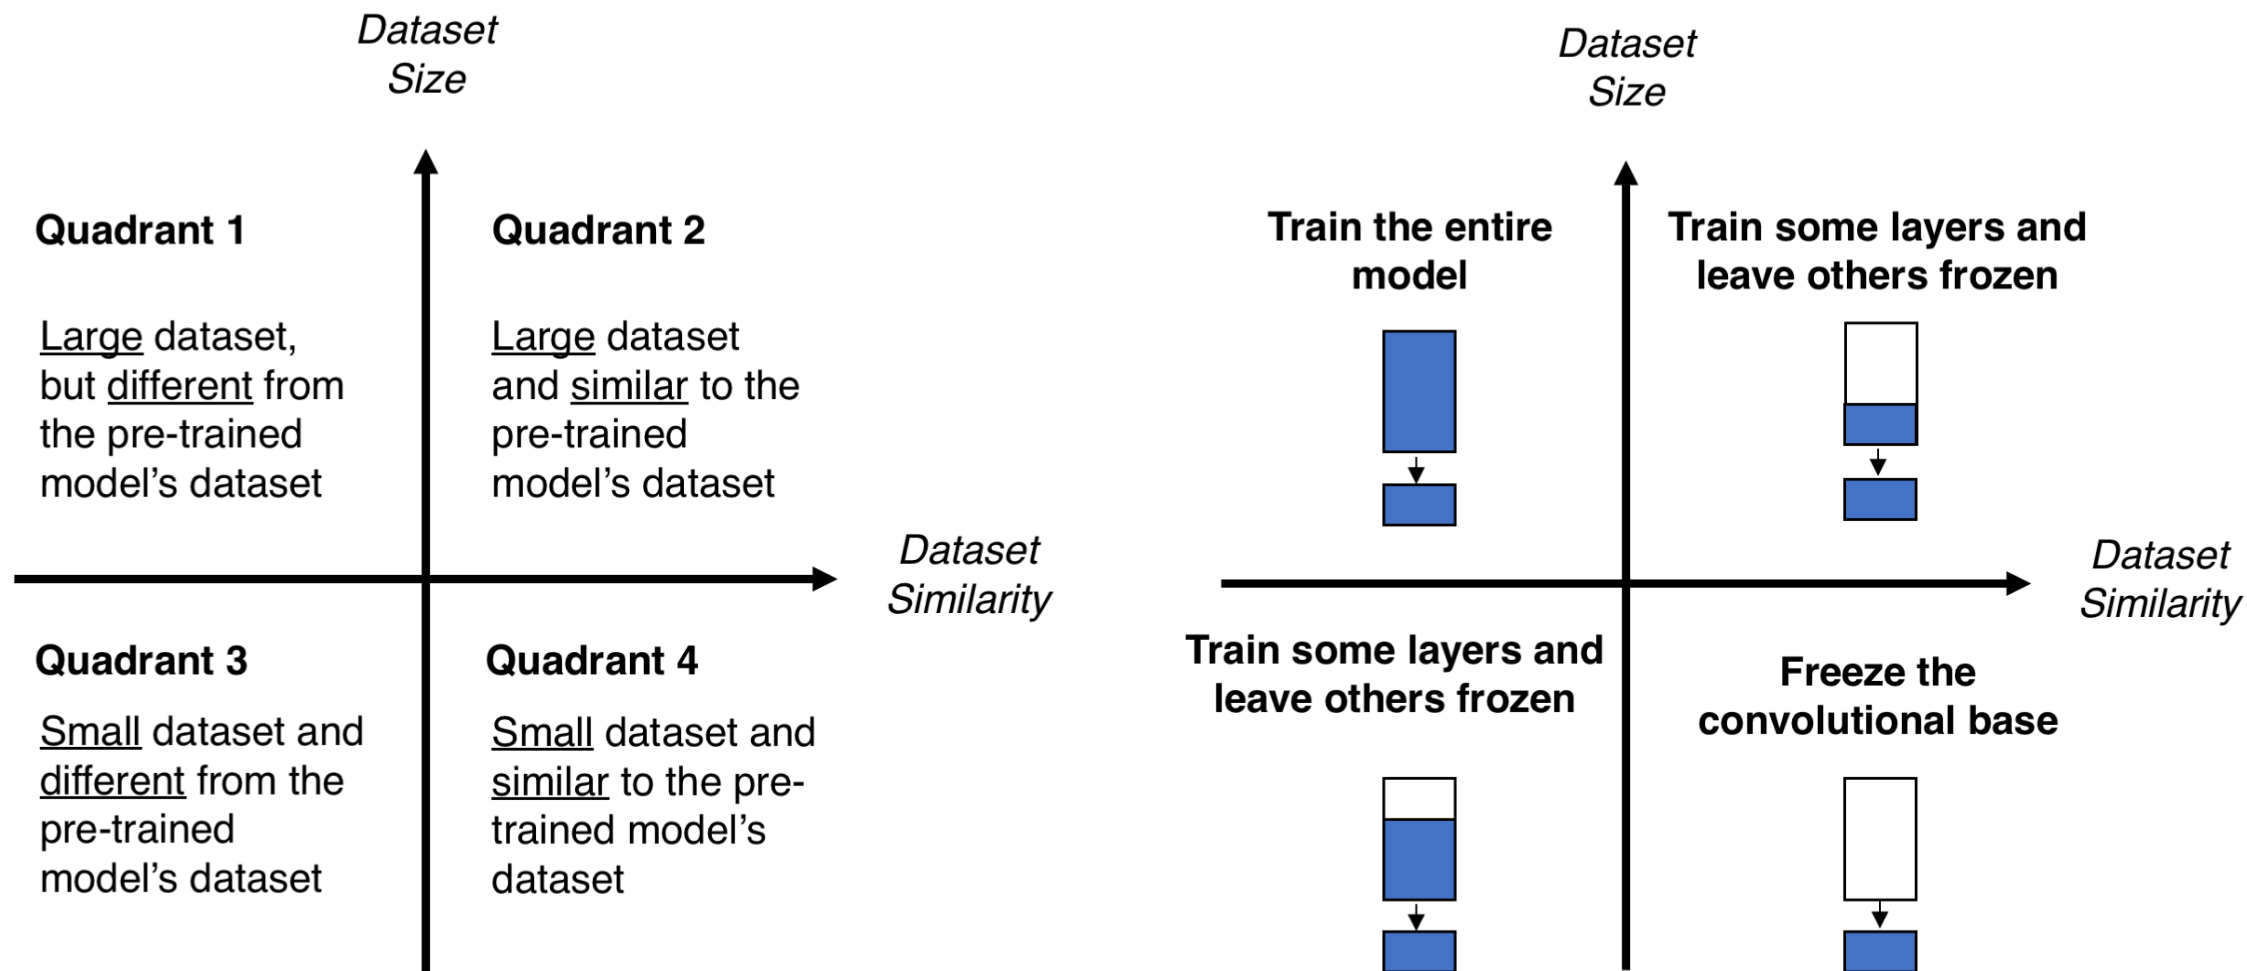 Dataset
Size
Quadrant 1
Large dataset,
but different from
the pre-trained
model’s dataset
Quadrant 2
Large dataset
and similar to the
pre-trained
model’s dataset
Dataset
Similarity
Quadrant 3
Small dataset and
different from the
pre-trained
model’s dataset
Quadrant 4
Small dataset and
similar to the pre-
trained model’s
dataset
Dataset
Size
Train the entire
model
Train some layers and
leave others frozen
Dataset
Similarity
Train some layers and
leave others frozen
Freeze the
convolutional base